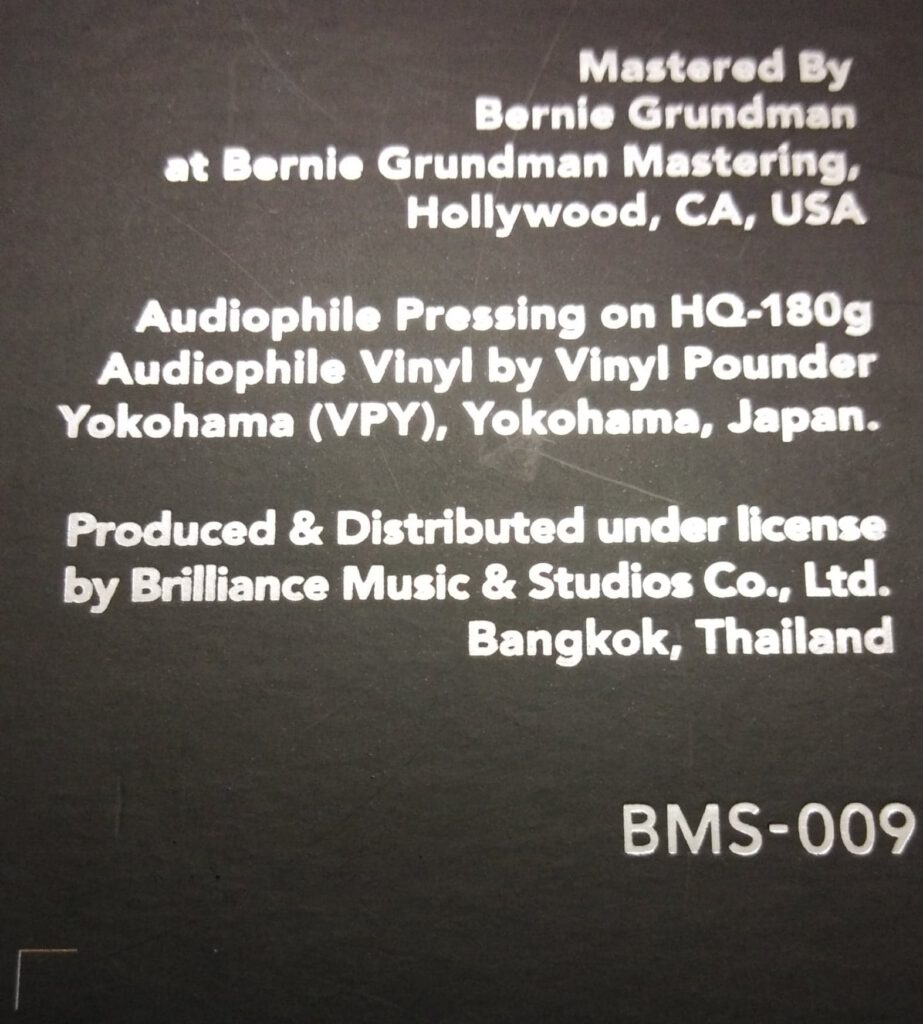 Mastered By
Bernie Grundman
at Bernie Grundman Mastering,
Hollywood, CA, USA
Audiophile Pressing on HQ-180g
Audiophile Vinyl by Vinyl Pounder
Yokohama (VPY), Yokohama, Japan.
Produced & Distributed under license
by Brilliance Music & Studios Co., Ltd.
Bangkok, Thailand
BMS-009